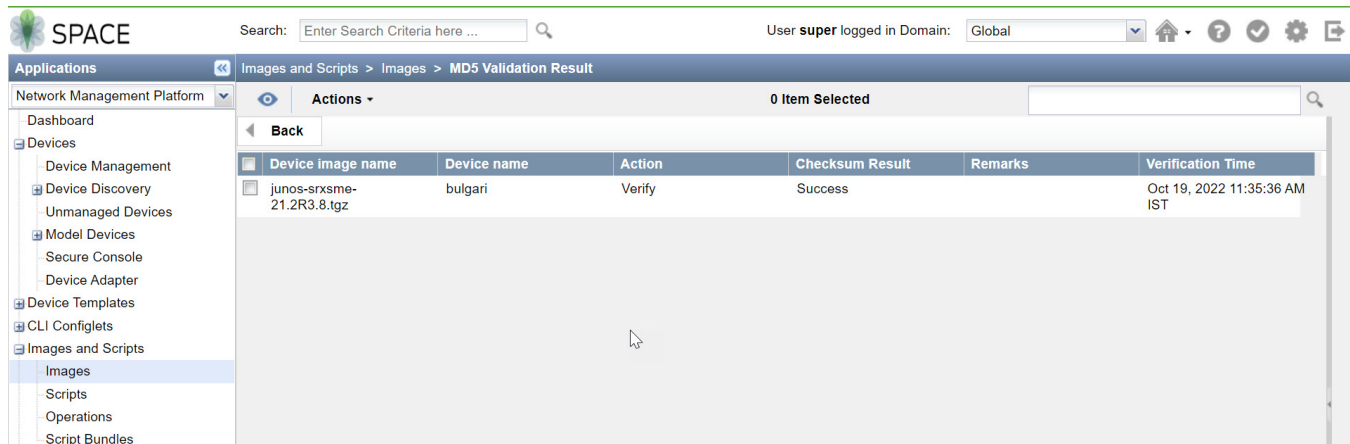 SPACE
Search: Enter Search Criteria here ...
User super logged in Domain: Global
Applications
Images and Scripts > Images > MD5 Validation Result
Network Management Platform
Actions
0 Item Selected
Dashboard
Back
Devices
Device Management
Device Discovery
Unmanaged Devices
Model Devices
Secure Console
Device Adapter
Device Templates
CLI Configlets
Images and Scripts
Images
Scripts
Operations
Script Bundles
Device image name Device name Action Checksum Result Remarks Verification Time
junos-srxsme- bulgari Verify Success Oct 19, 2022 11:35:36 AM
21.2R3.8.tgz IST